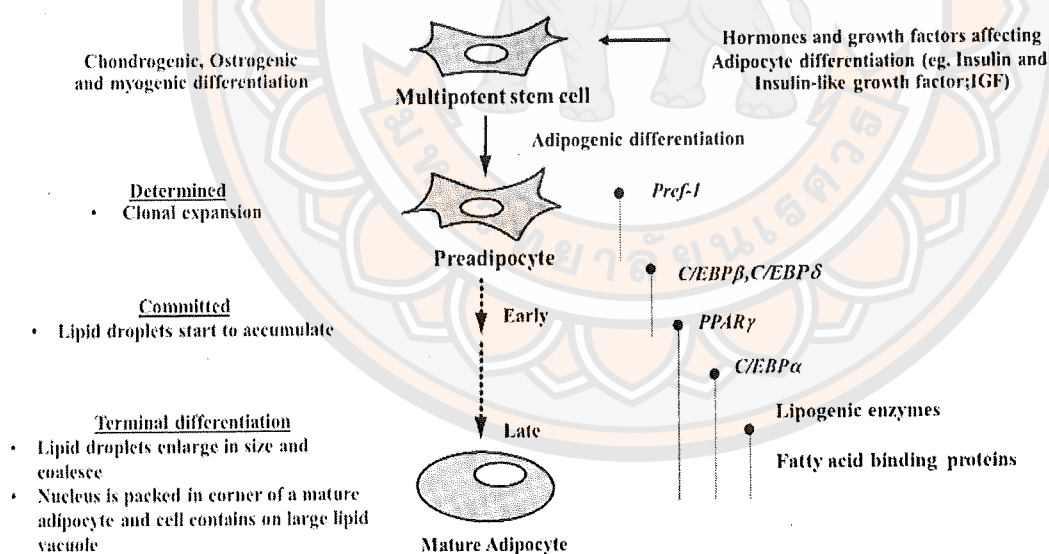 Chondrogenic, Ostrogenic
and myogenic differentiation
Multipotent stem cell
Hormones and growth factors affecting
Adipocyte differentiation (eg. Insulin and
Insulin-like growth factor;IGF)
Adipogenic differentiation
Determined
• Clonal expansion
Pref-1
Preadipocyte
C/EBPβ,C/EBPδ
Committed
• Lipid droplets start to accumulate
Early
PPARγ
C/EBPα
Terminal differentiation
• Lipid droplets enlarge in size and
coalesce
• Nucleus is packed in corner of a mature
adipocyte and cell contains on large lipid
vacuole
Late
Lipogenic enzymes
Fatty acid binding proteins
Mature Adipocyte